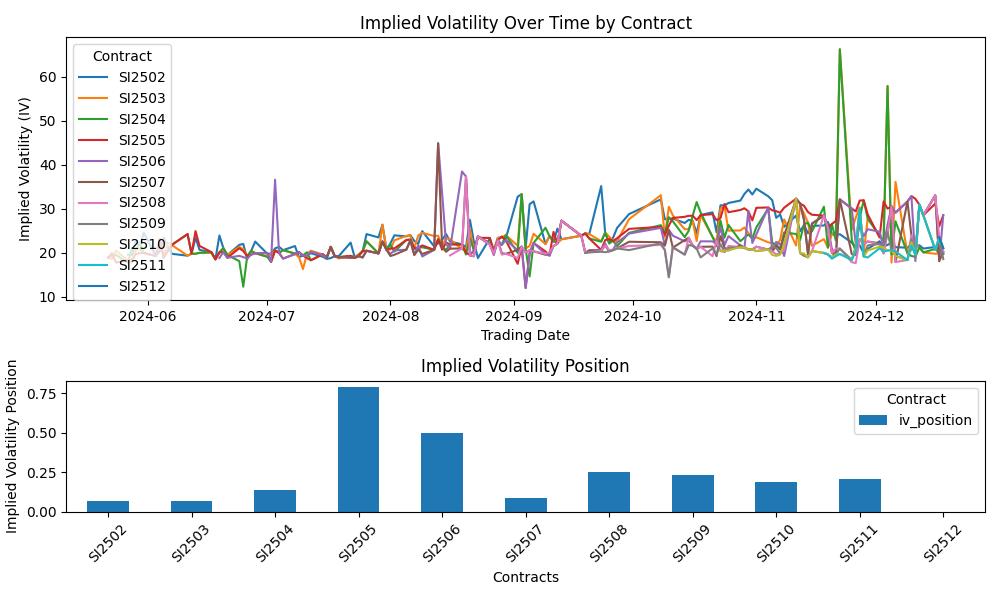 Implied Volatility Over Time by Contract
Implied Volatility (IV)
60
50
40
30
20
10
Contract
SI2502
SI2503
SI2504
SI2505
SI2506
SI2507
SI2508
SI2509
SI2510
SI2511
SI2512
2024-06 2024-07 2024-08 2024-09 2024-10 2024-11 2024-12
Trading Date
Implied Volatility Position
Implied Volatility Position
0.75
0.50
0.25
0.00
Contract
iv_position
SI2502 SI2503 SI2504 SI2505 SI2506 SI2507 SI2508 SI2509 SI2510 SI2511 SI2512
Contracts